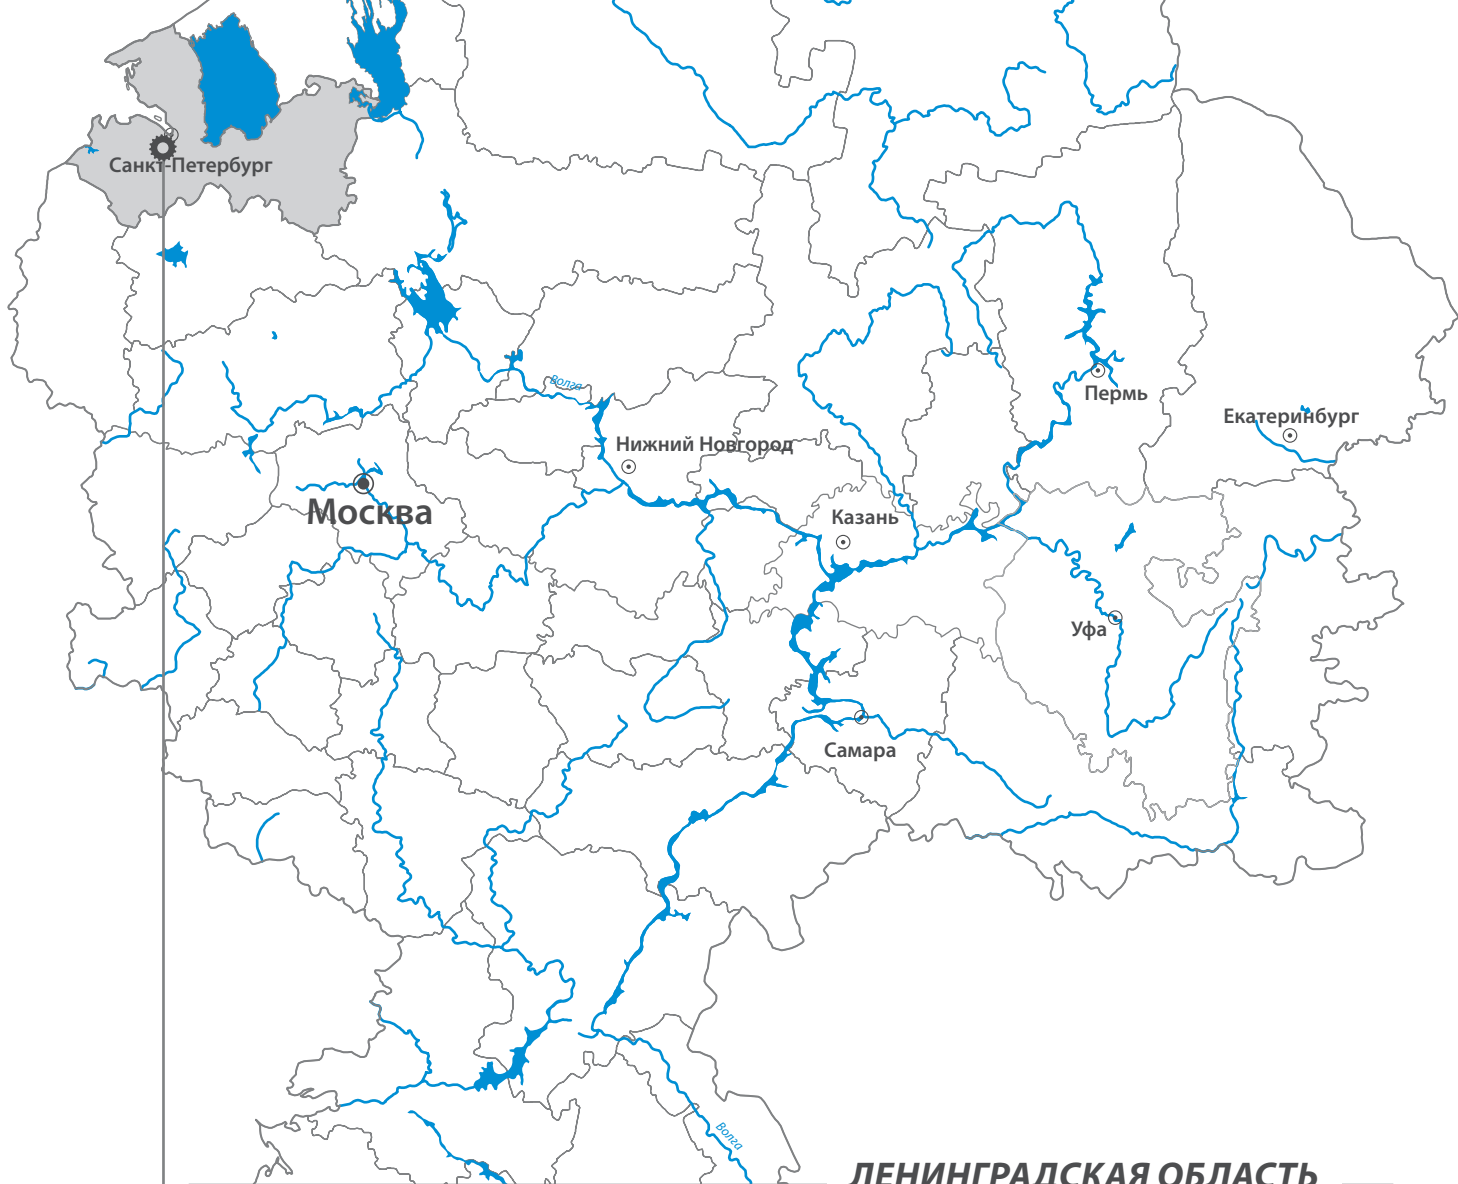 Санкт-Петербург
Волга
Пермь
Екатеринбург
Нижний Новгород
Москва
Казань
Уфа
Самара
Волга
ЛЕНИНГРАДСКАЯ ОБЛАСТЬ